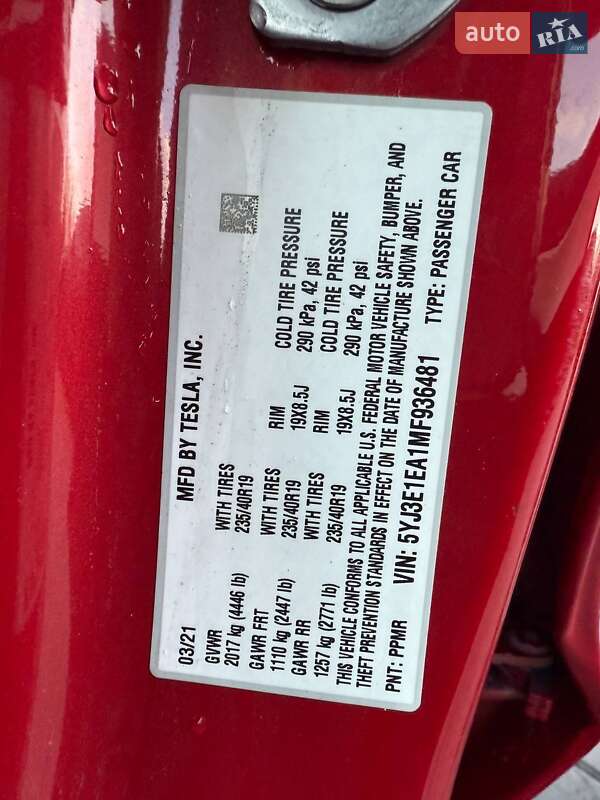 auto RIA .com
03/21 MFD BY TESLA, INC.
GVWR WITH TIRES
2017 kg (4446 lb) 235/40R19
GAWR FRT WITH TIRES RIM COLD TIRE PRESSURE
1110 kg (2447 lb) 235/40R19 19X8.5J 290 kPa, 42 psi
GAWR RR WITH TIRES RIM COLD TIRE PRESSURE
1257 kg (2771 lb) 235/40R19 19X8.5J 290 kPa, 42 psi
THIS VEHICLE CONFORMS TO ALL APPLICABLE U.S. FEDERAL MOTOR VEHICLE SAFETY, BUMPER, AND
THEFT PREVENTION STANDARDS IN EFFECT ON THE DATE OF MANUFACTURE SHOWN ABOVE.
PNT: PPMR VIN: 5YJ3E1EA1MF936481 TYPE: PASSENGER CAR